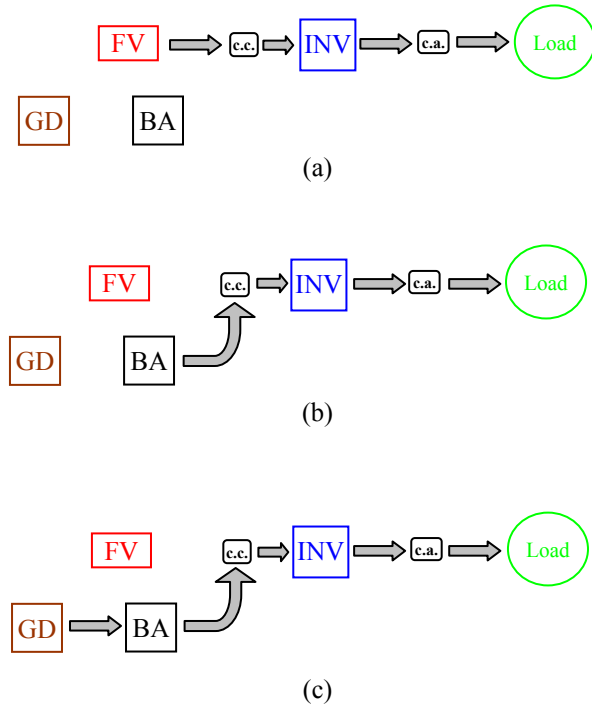 FV c.c. INV c.a. Load
GD BA
(a)
FV c.c. INV c.a. Load
GD BA
(b)
FV c.c. INV c.a. Load
GD BA
(c)